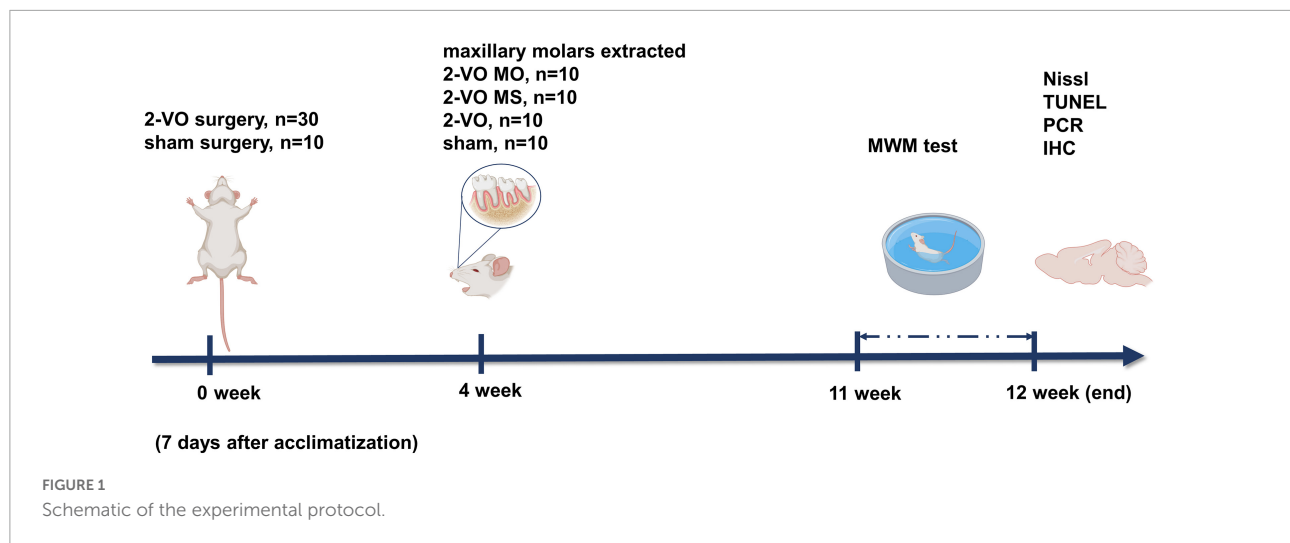 2-VO surgery, n=30
sham surgery, n=10
maxillary molars extracted
2-VO MO, n=10
2-VO MS, n=10
2-VO, n=10
sham, n=10
MWM test
Nissl
TUNEL
PCR
IHC
0 week
4 week
11 week
12 week (end)
(7 days after acclimatization)
FIGURE 1
Schematic of the experimental protocol.